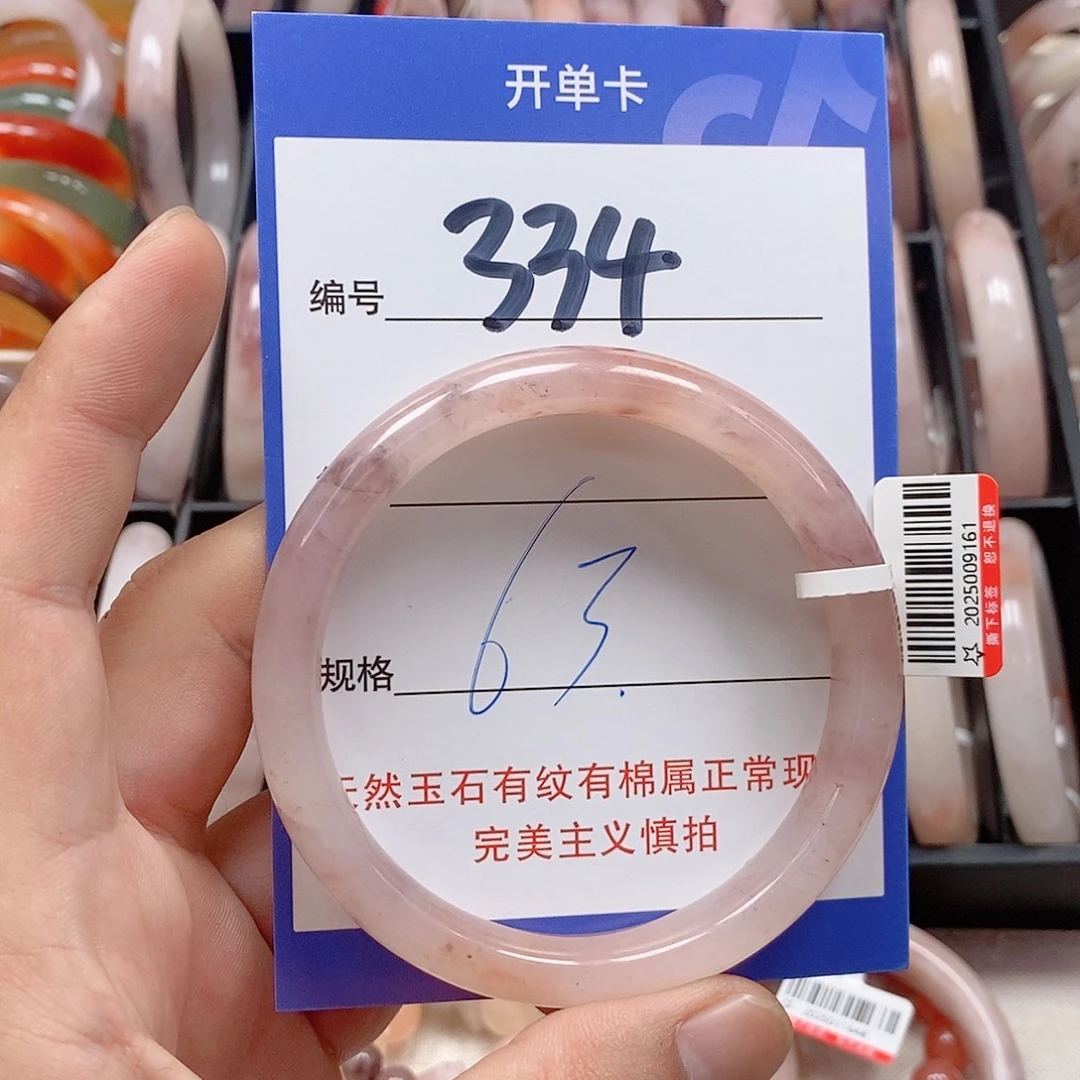 开单卡
编号 334
规格 63.
天然玉石有纹有棉属正常现
完美主义慎拍
2025009161
撕下标签 恕不退换